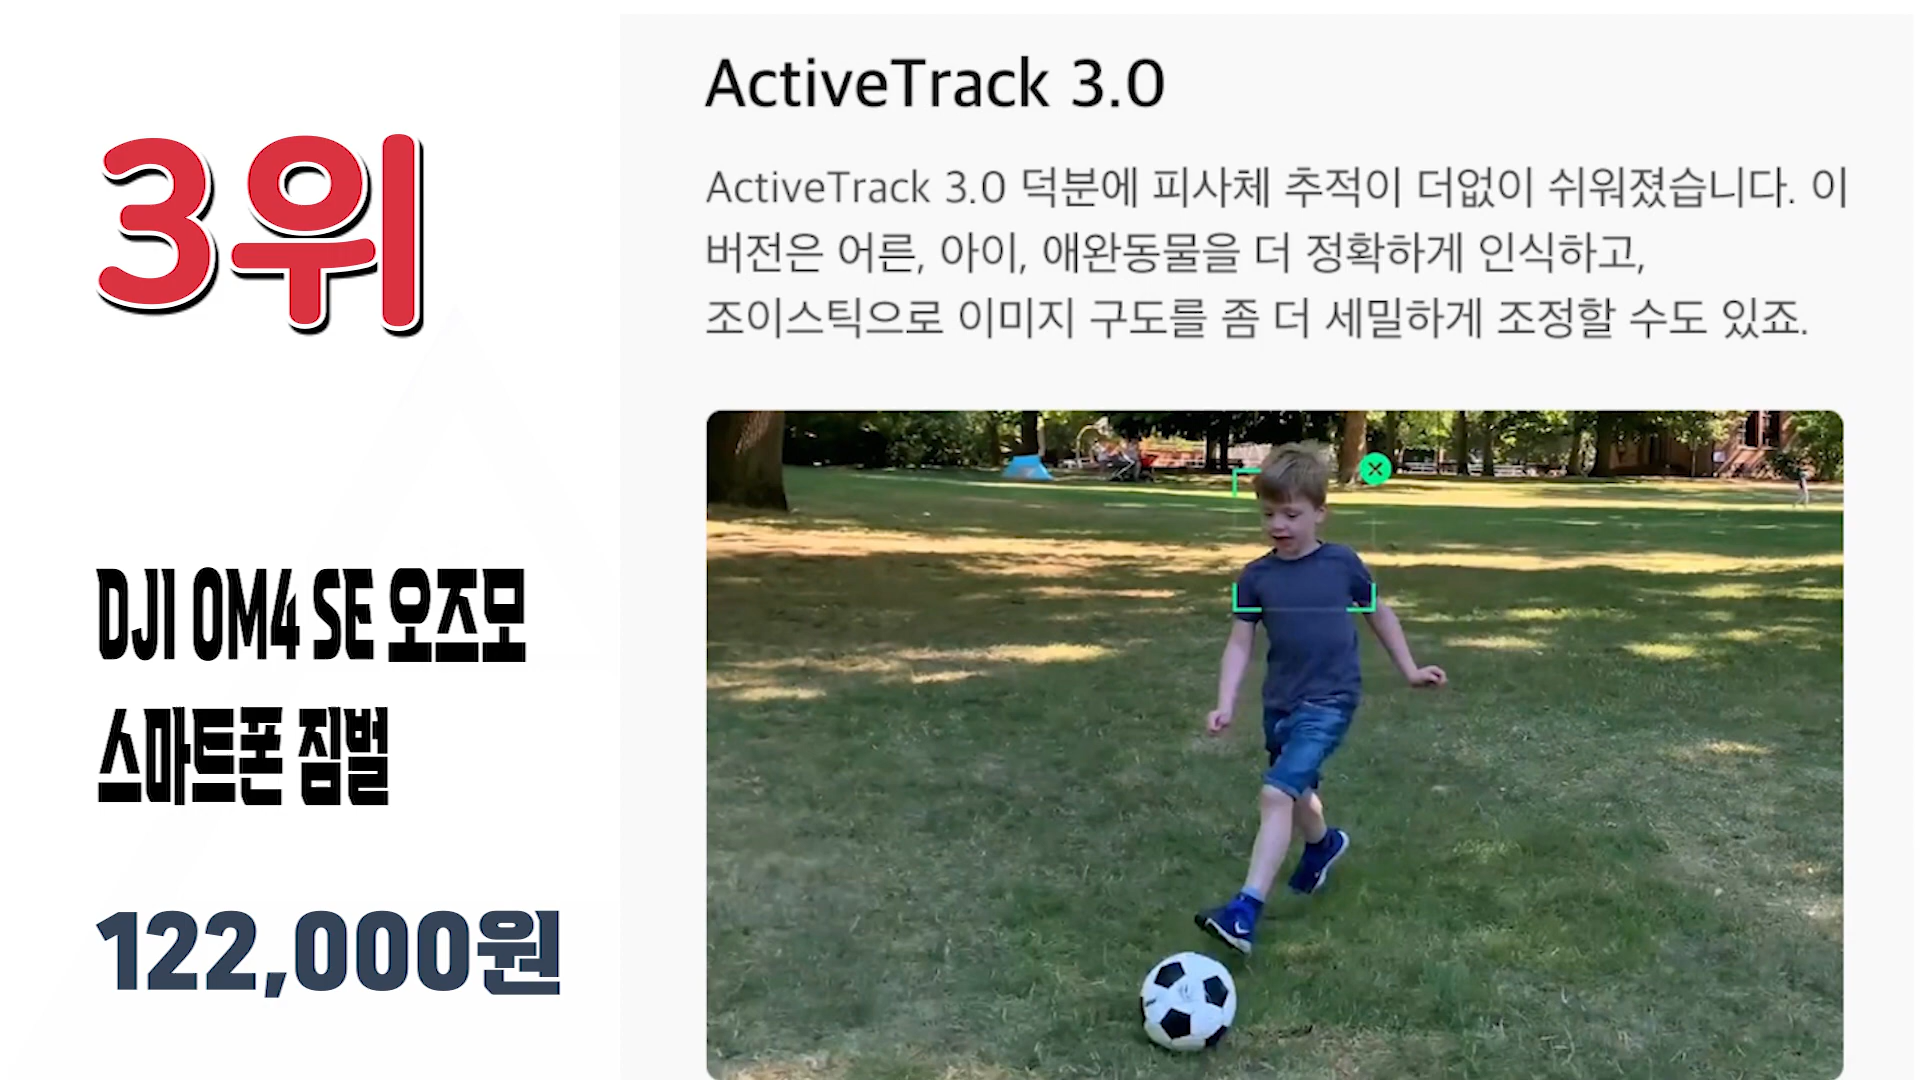 3위
DJI OM4 SE 오즈모
스마트폰 짐벌
122,000원
ActiveTrack 3.0
ActiveTrack 3.0 덕분에 피사체 추적이 더없이 쉬워졌습니다. 이
버전은 어른, 아이, 애완동물을 더 정확하게 인식하고,
조이스틱으로 이미지 구도를 좀 더 세밀하게 조정할 수도 있죠.